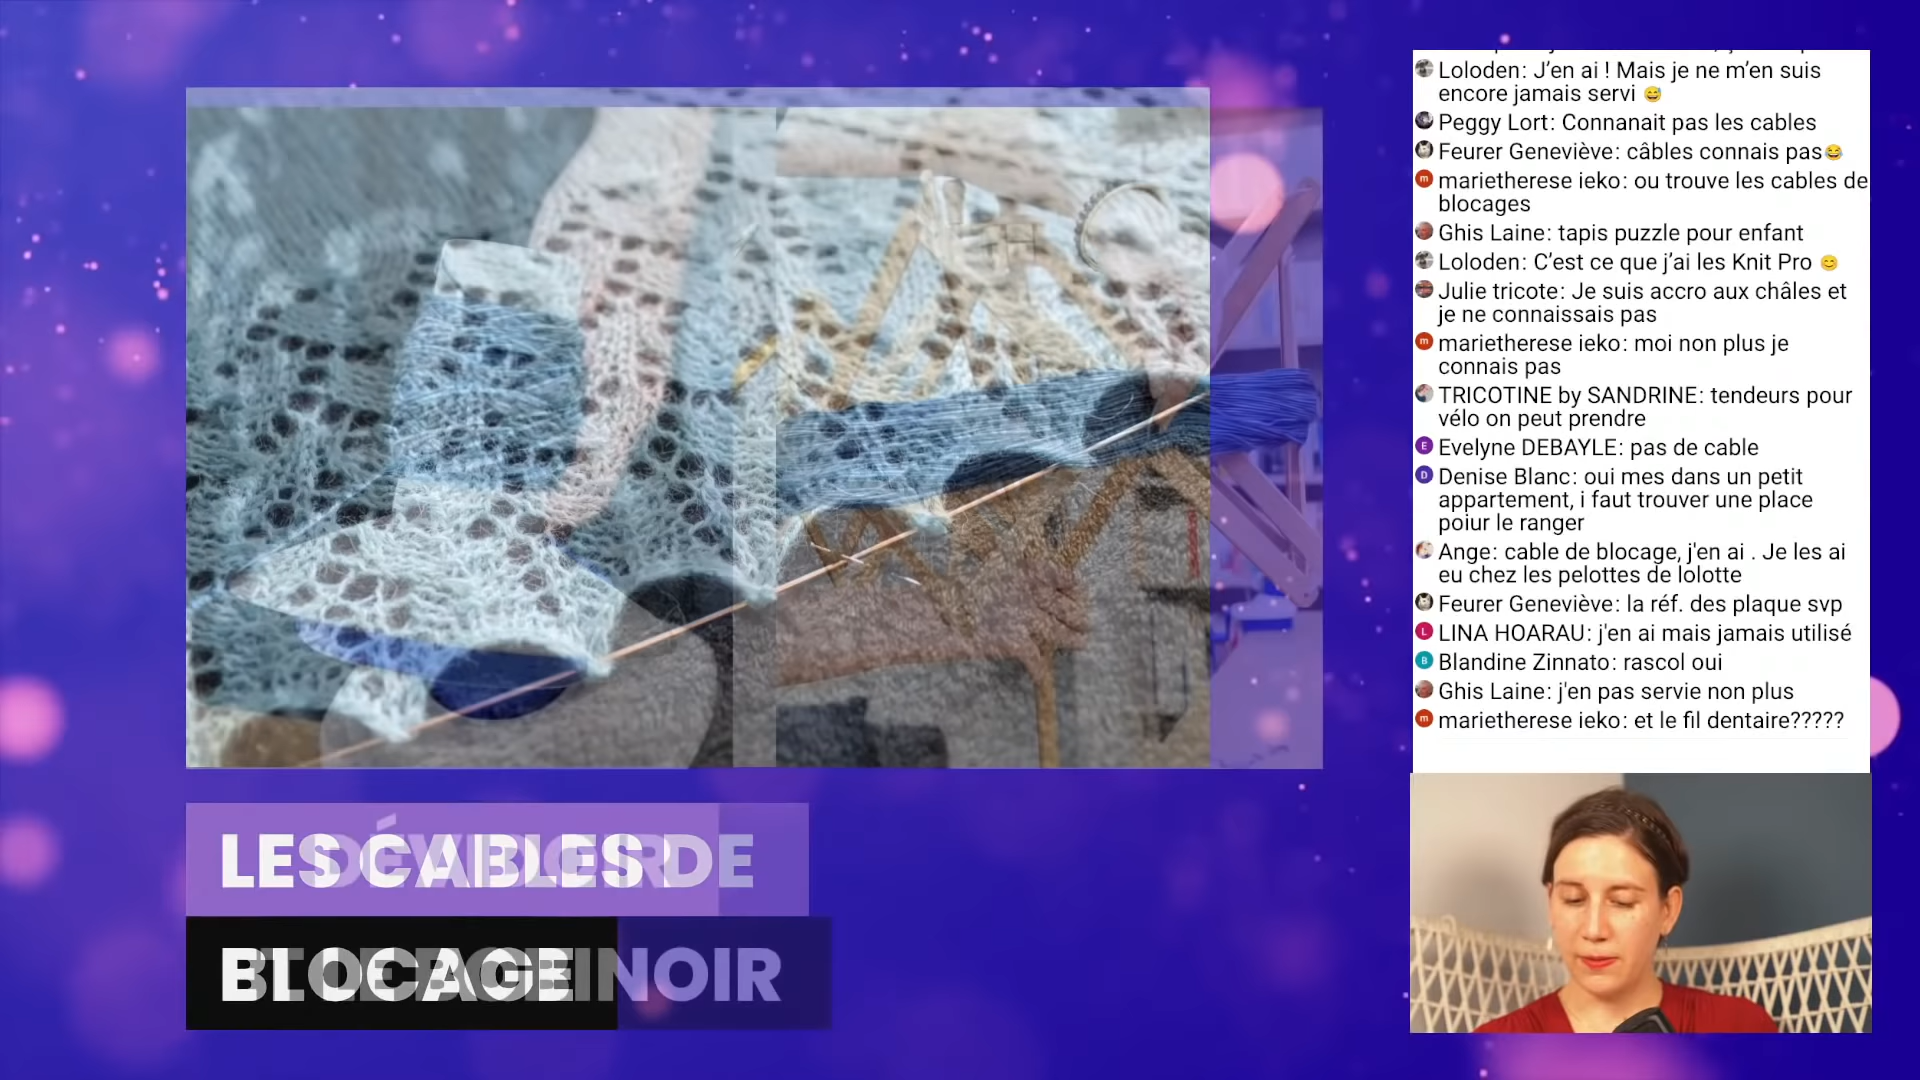 Loloden: J'en ai ! Mais je ne m'en suis
encore jamais servi 😅
Peggy Lort: Connanait pas les cables
Feurer Geneviève: câbles connais pas😂
mariethe­rese ieko: ou trouve les cables de
blocages
Ghis Laine: tapis puzzle pour enfant
Loloden: C'est ce que j'ai les Knit Pro 😊
Julie tricote: Je suis accro aux châles et
je ne connaissais pas
marietherese ieko: moi non plus je
connais pas
TRICOTINE by SANDRINE: tendeurs pour
vélo on peut prendre
Evelyne DEBAYLE: pas de cable
Denise Blanc: oui mes dans un petit
appartement, i faut trouver une place
poiur le ranger
Ange: cable de blocage, j'en ai . Je les ai
eu chez les pelottes de lolotte
Feurer Geneviève: la réf. des plaque svp
LINA HOARAU: j'en ai mais jamais utilisé
Blandine Zinnato: rascol oui
Ghis Laine: j'en pas servie non plus
marietherese ieko: et le fil dentaire?????
LES CABLES DE
BLOCAGE